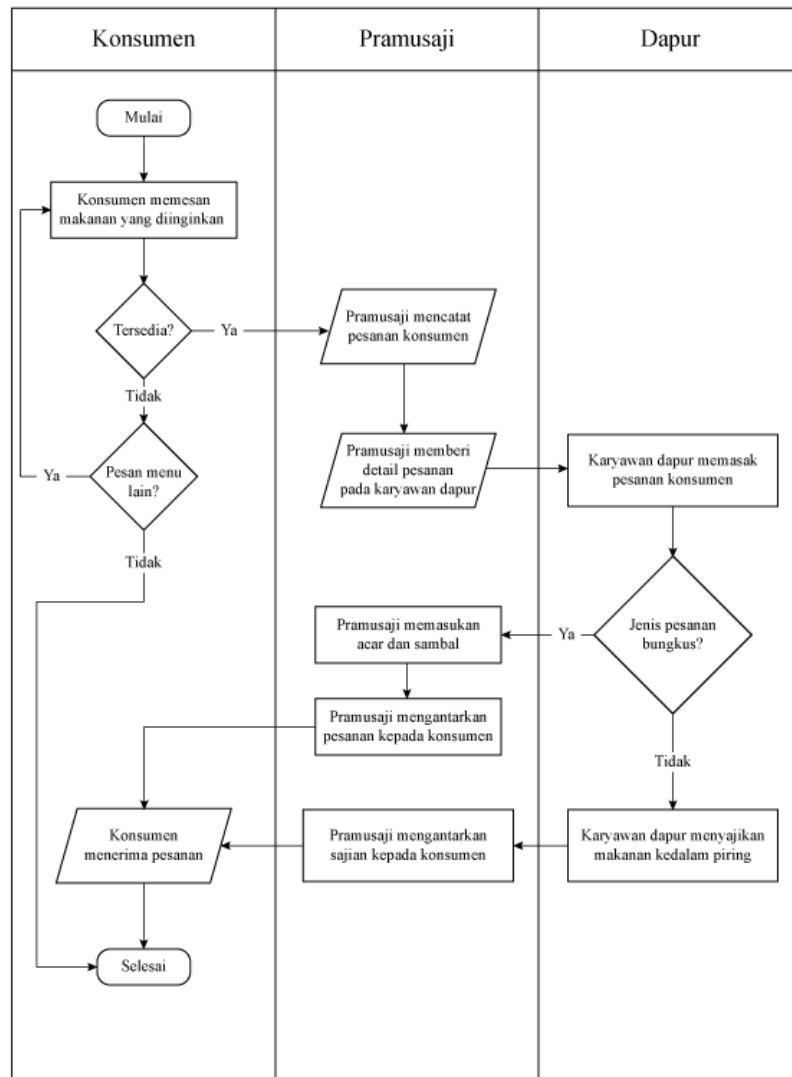 Konsumen
Pramusaji
Dapur
Mulai
Konsumen memesan
makanan yang diinginkan
Tersedia?
Ya
Pramusaji mencatat
pesanan konsumen
Tidak
Pesan menu
lain?
Ya
Pramusaji memberi
detail pesanan
pada karyawan dapur
Karyawan dapur memasak
pesanan konsumen
Tidak
Jenis pesanan
bungkus?
Ya
Pramusaji memasukan
acar dan sambal
Pramusaji mengantarkan
pesanan kepada konsumen
Tidak
Karyawan dapur menyajikan
makanan kedalam piring
Pramusaji mengantarkan
sajian kepada konsumen
Konsumen
menerima pesanan
Selesai